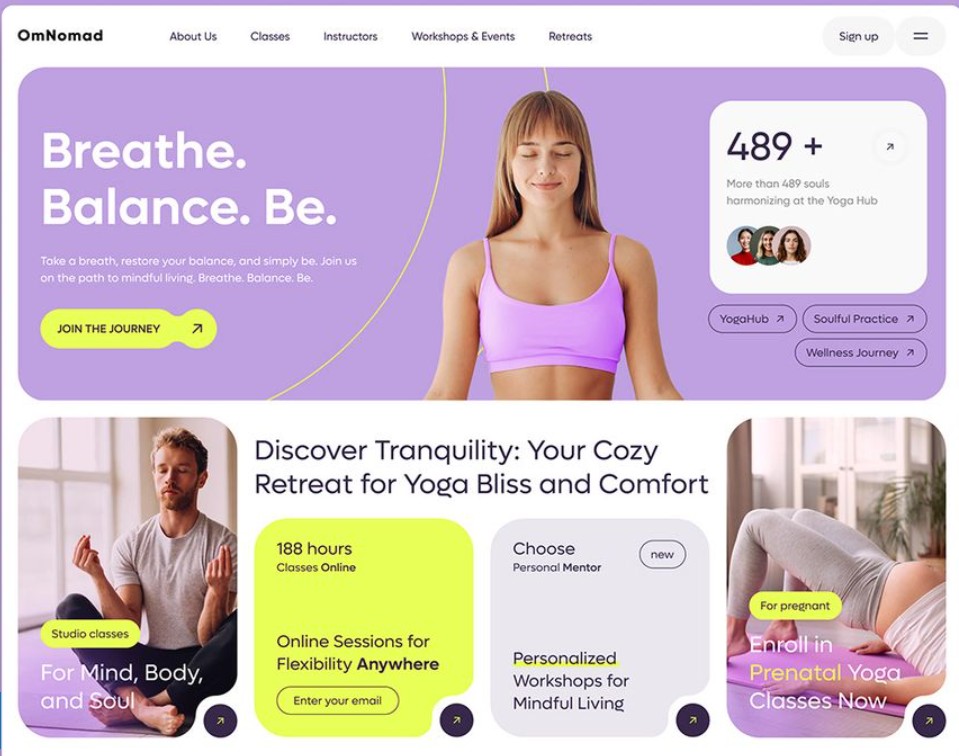 OmNomad
About Us
Classes
Instructors
Workshops & Events
Retreats
Sign up
Breathe.
Balance. Be.
Take a breath, restore your balance, and simply be. Join us
on the path to mindful living. Breathe. Balance. Be.
JOIN THE JOURNEY
489 +
More than 489 souls
harmonizing at the Yoga Hub
YogaHub
Soulful Practice
Wellness Journey
Studio classes
For Mind, Body,
and Soul
Discover Tranquility: Your Cozy
Retreat for Yoga Bliss and Comfort
188 hours
Classes Online
Online Sessions for
Flexibility Anywhere
Enter your email
Choose
Personal Mentor
new
Personalized
Workshops for
Mindful Living
For pregnant
Enroll in
Prenatal Yoga
Classes Now